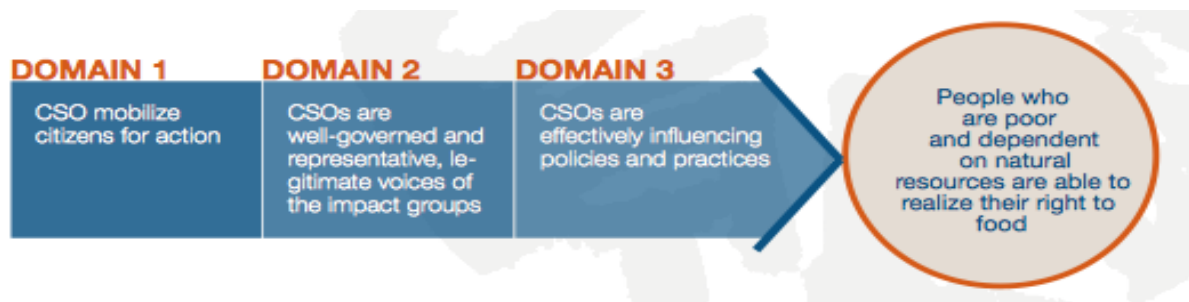 DOMAIN 1
CSO mobilize
citizens for action
DOMAIN 2
CSOs are
well-governed and
representative, le-
gitimate voices of
the impact groups
DOMAIN 3
CSOs are
effectively influencing
policies and practices
People who
are poor
and dependent
on natural
resources are able to
realize their right to
food